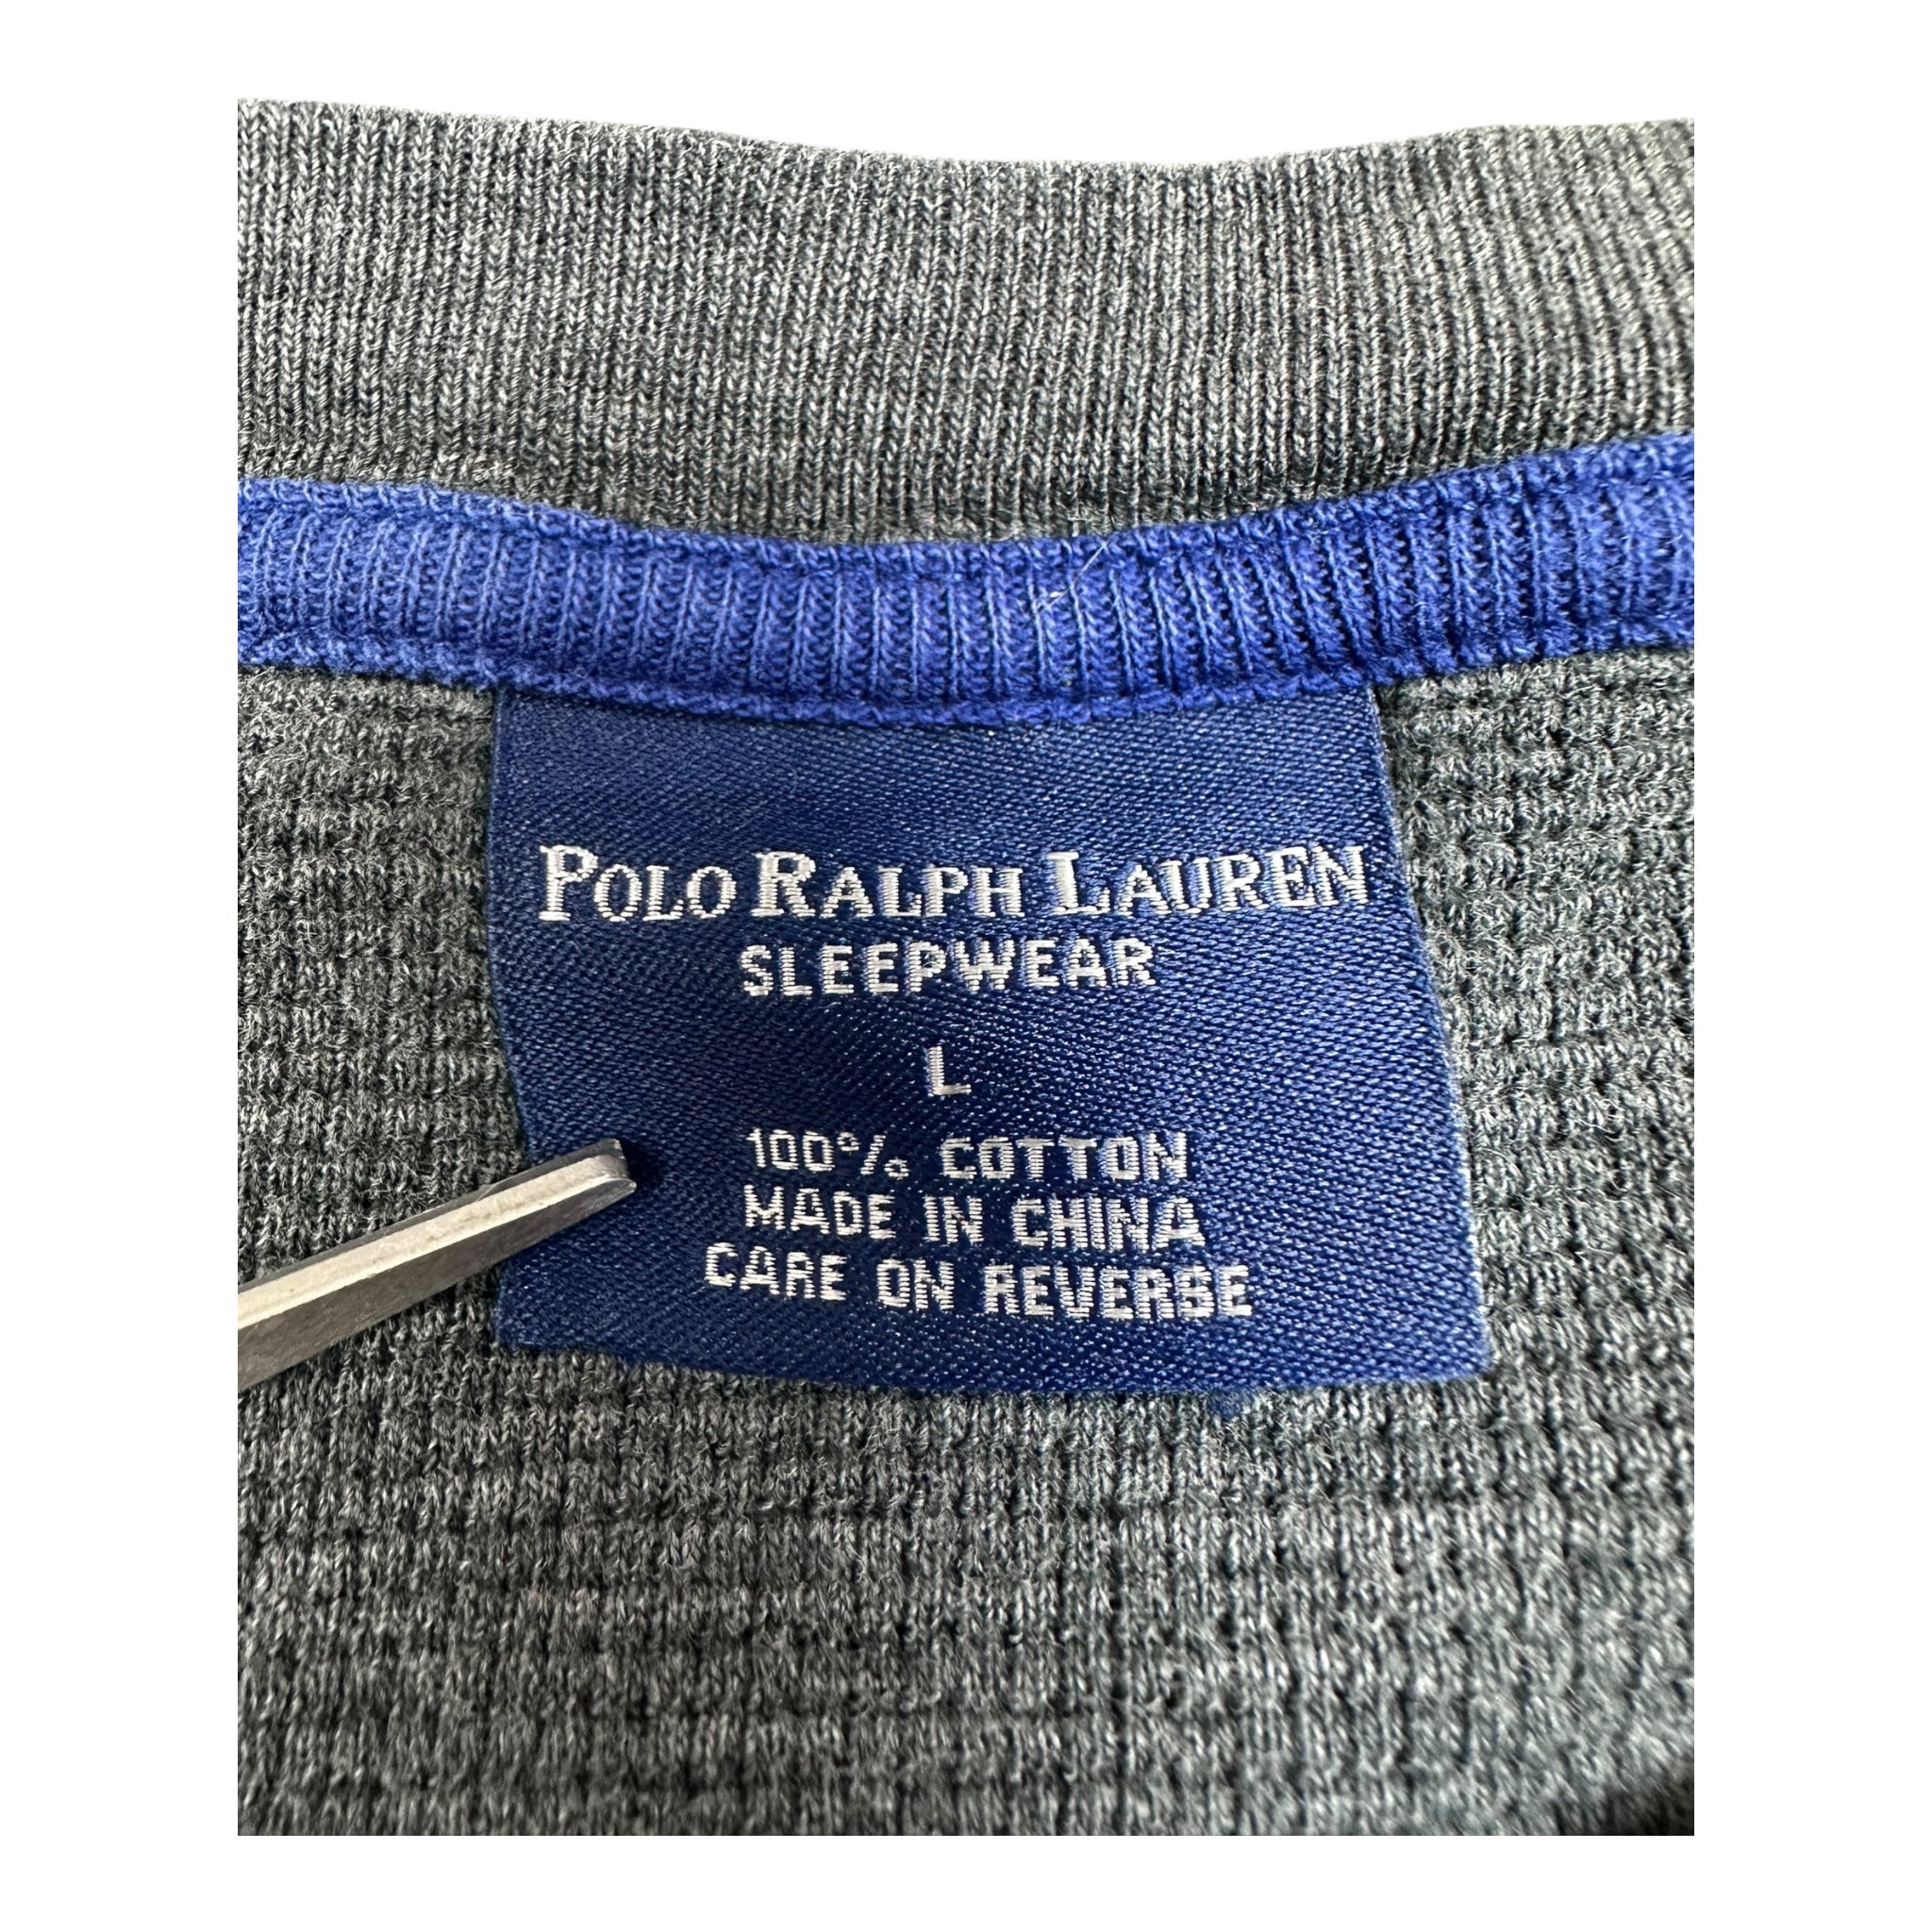 POLO RALPH LAUREN
SLEEPWEAR
L
100% COTTON
MADE IN CHINA
CARE ON REVERSE